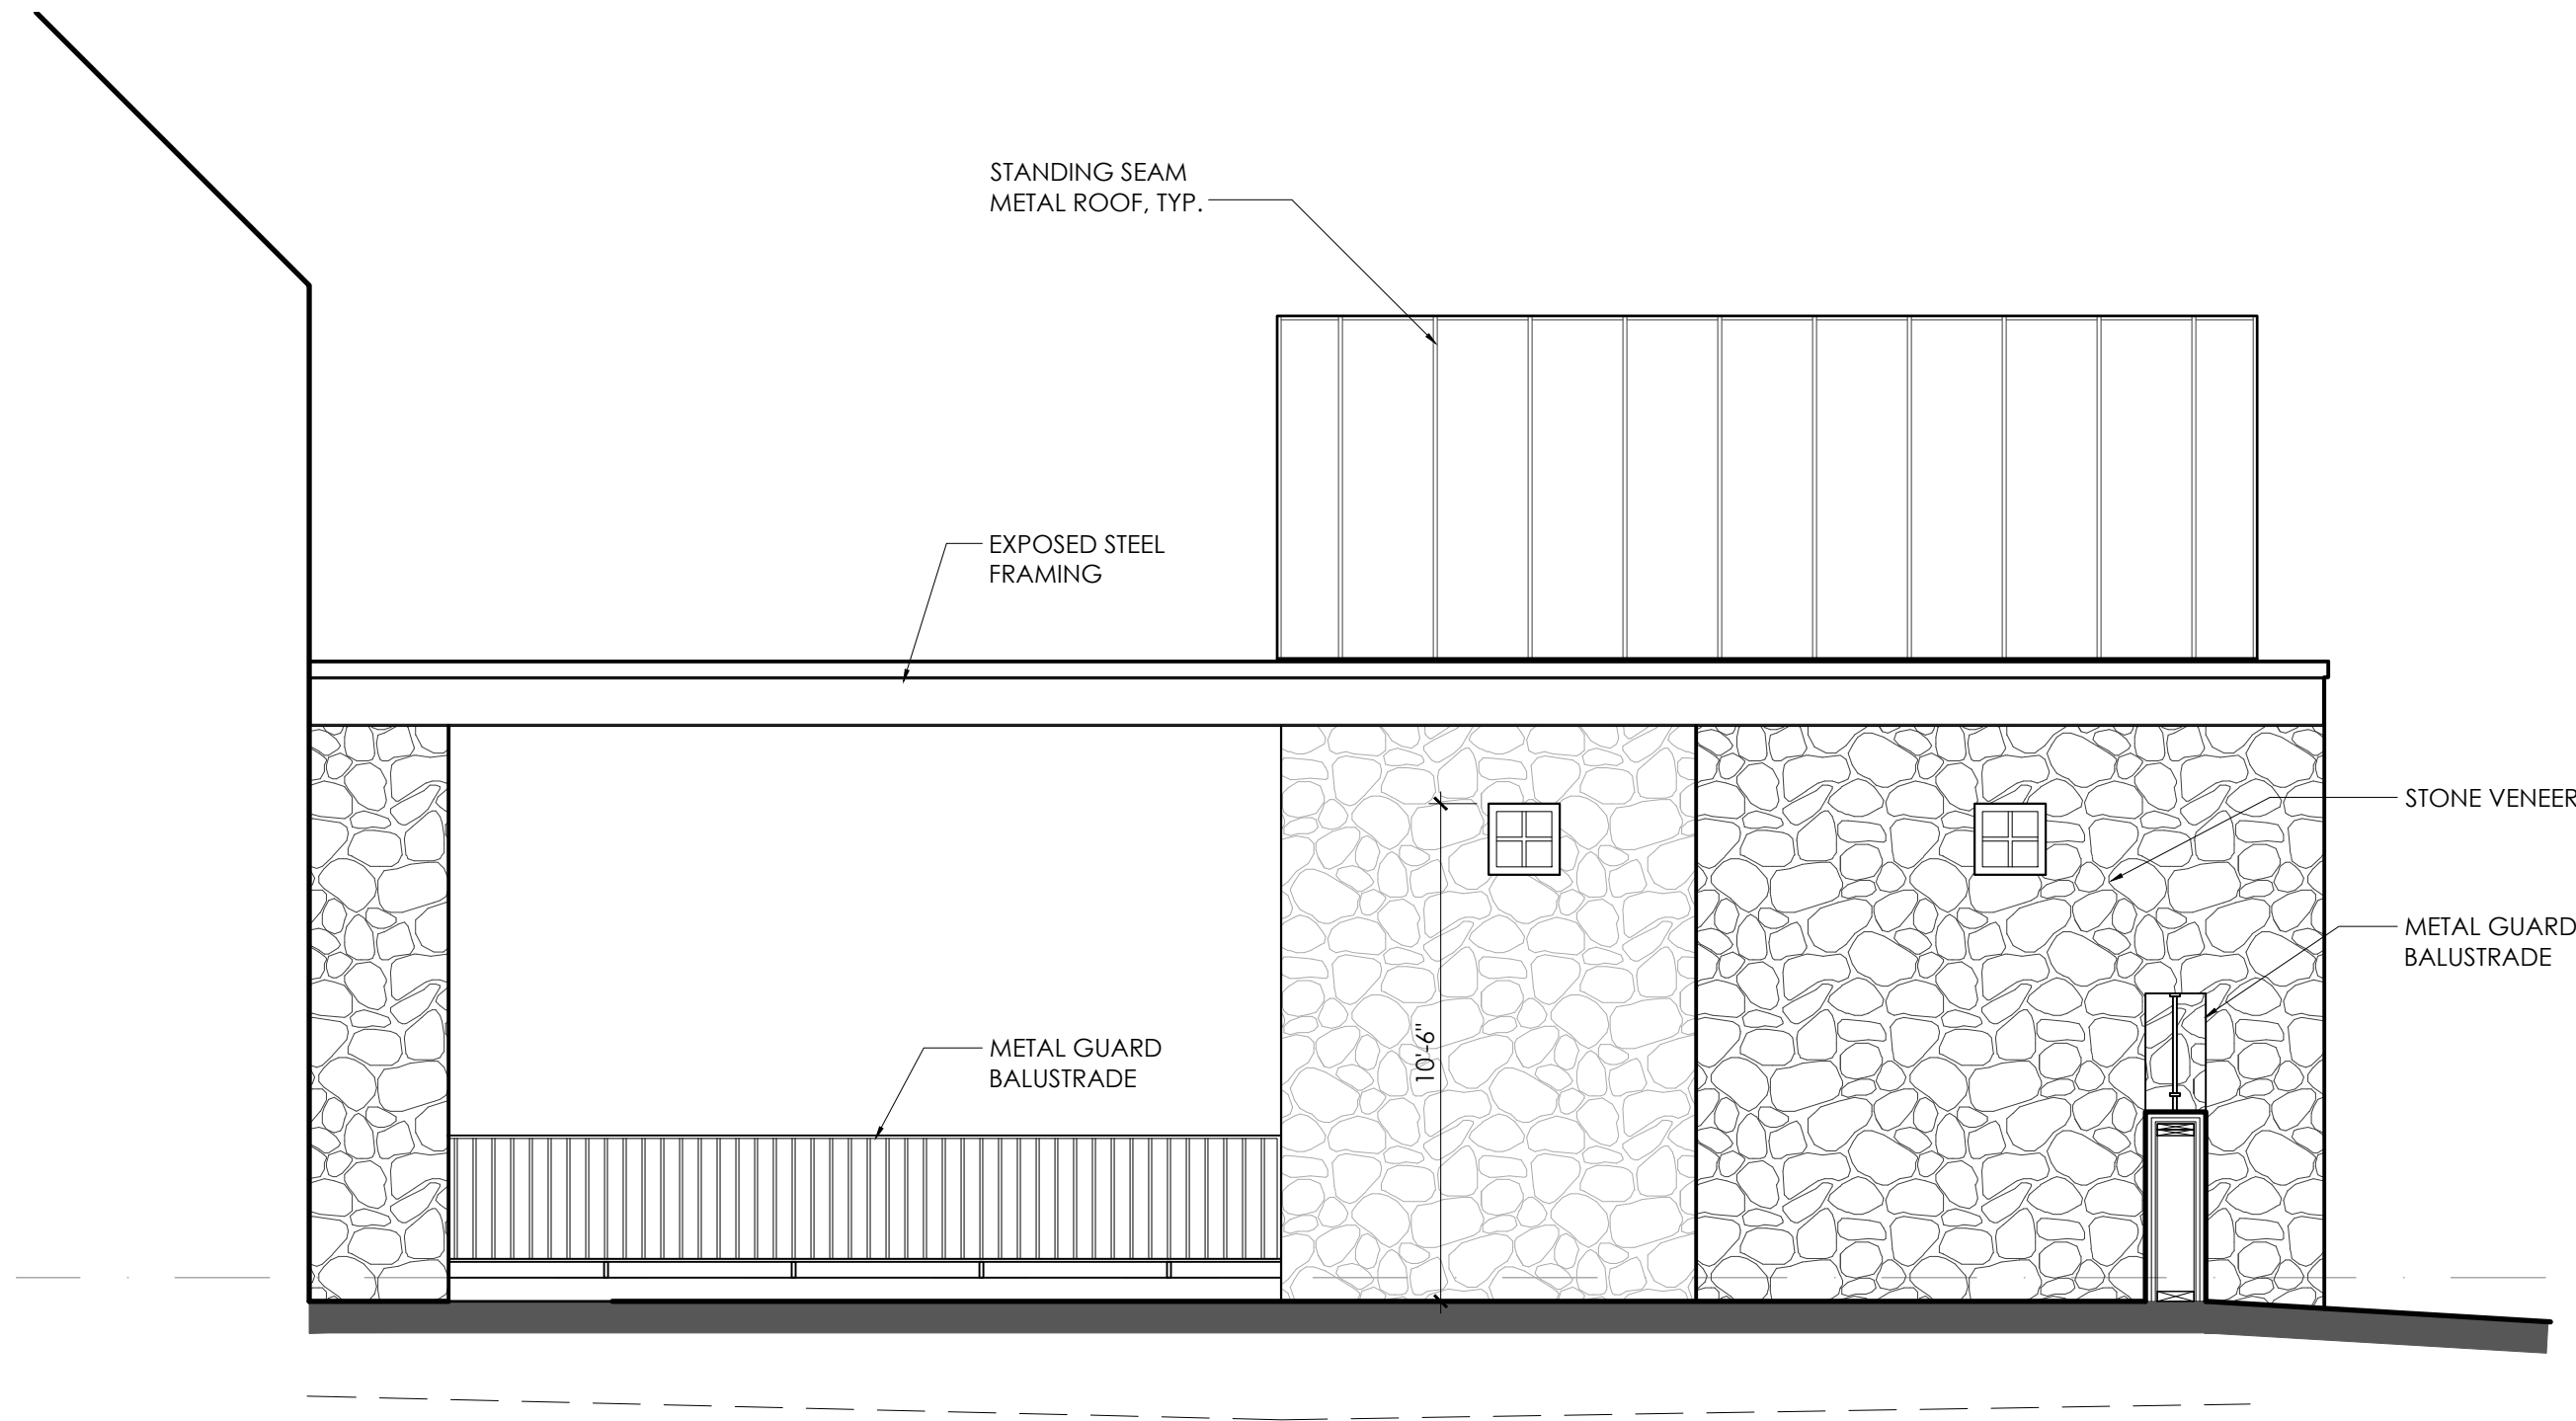 STANDING SEAM
METAL ROOF, TYP.
EXPOSED STEEL
FRAMING
STONE VENEER
METAL GUARD
BALUSTRADE
10'-6"
METAL GUARD
BALUSTRADE